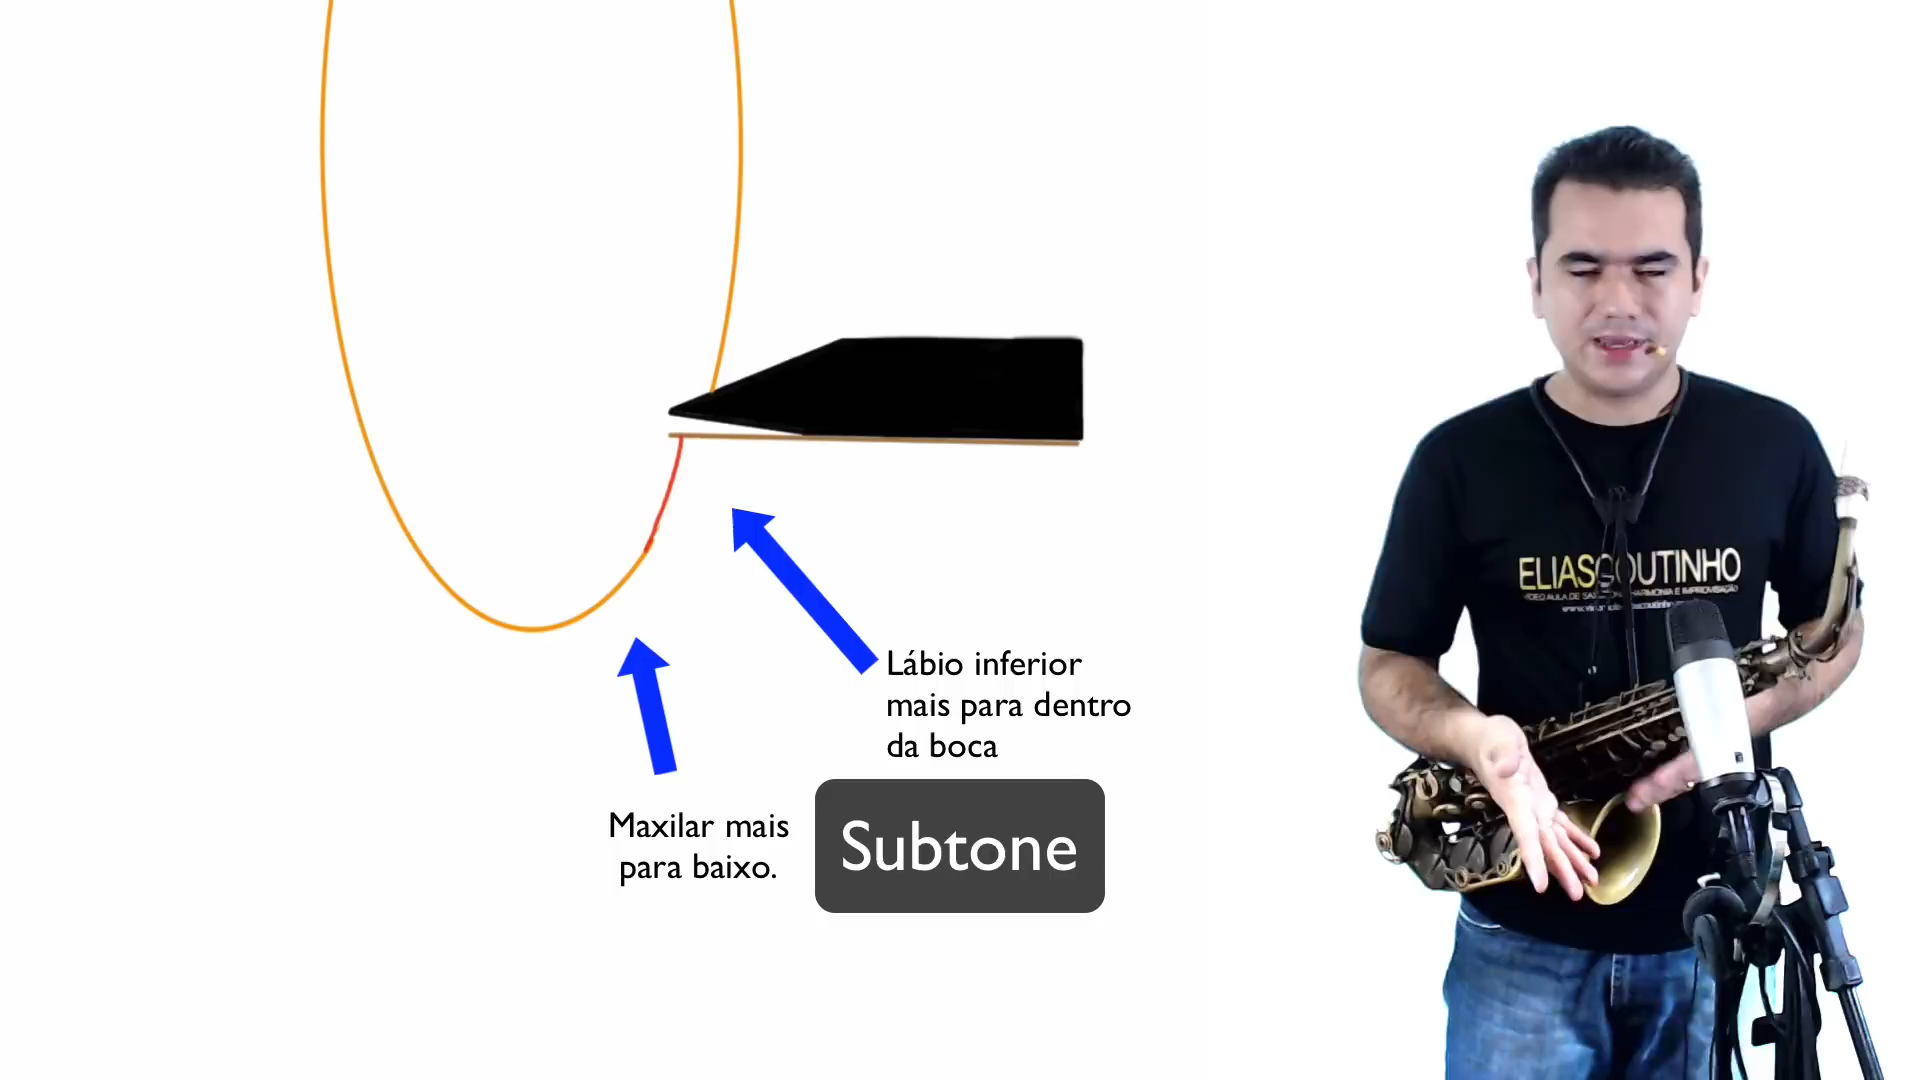 Lábio inferior
mais para dentro
da boca
Maxilar mais
para baixo.
Subtone
ELIASCOUTINHO